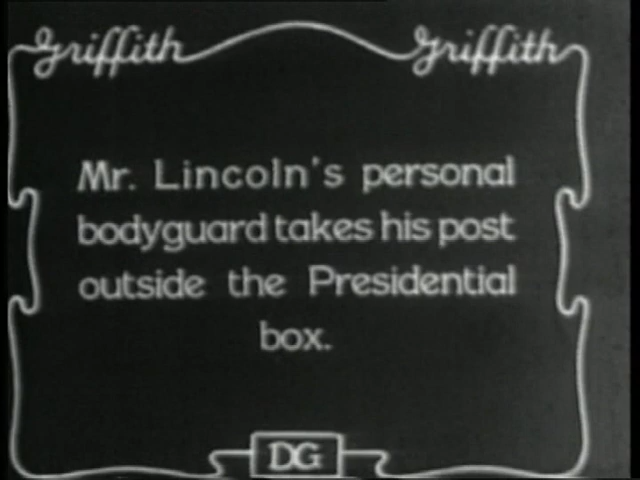 Griffith Griffith
Mr. Lincoln's personal
bodyguard takes his post
outside the Presidential
box.
DG